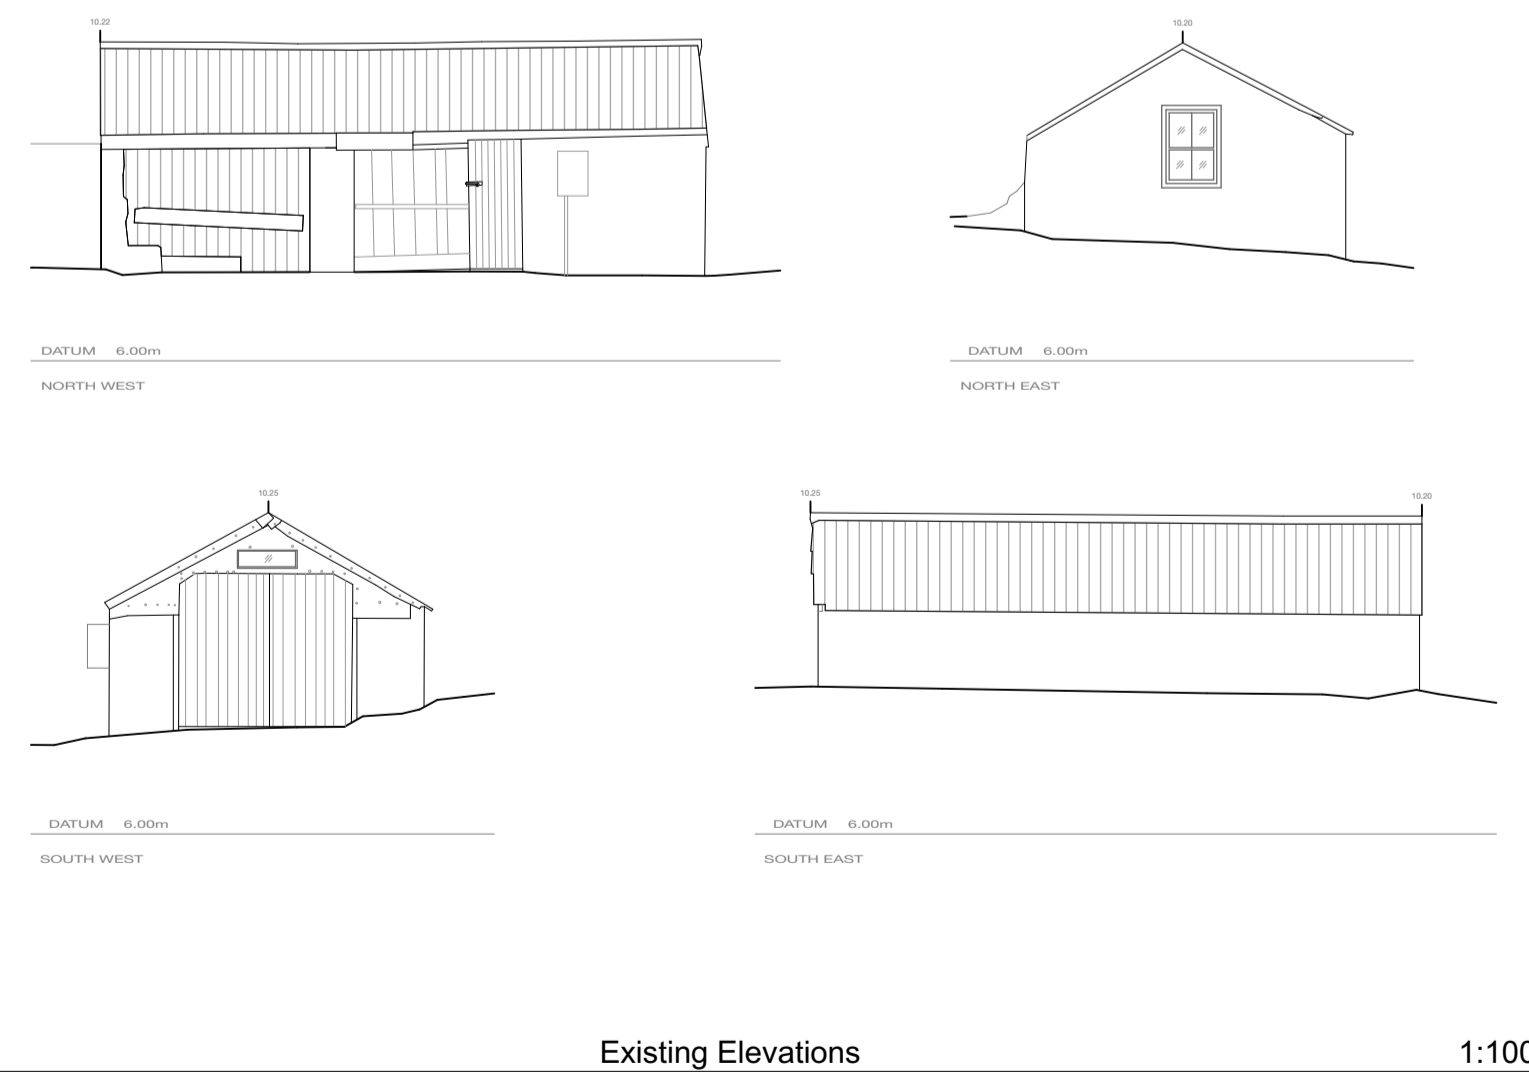 10.22
10.20
DATUM 6.00m
DATUM 6.00m
NORTH WEST
NORTH EAST
10.25
10.25
10.20
DATUM 6.00m
DATUM 6.00m
SOUTH WEST
SOUTH EAST
Existing Elevations
1:100